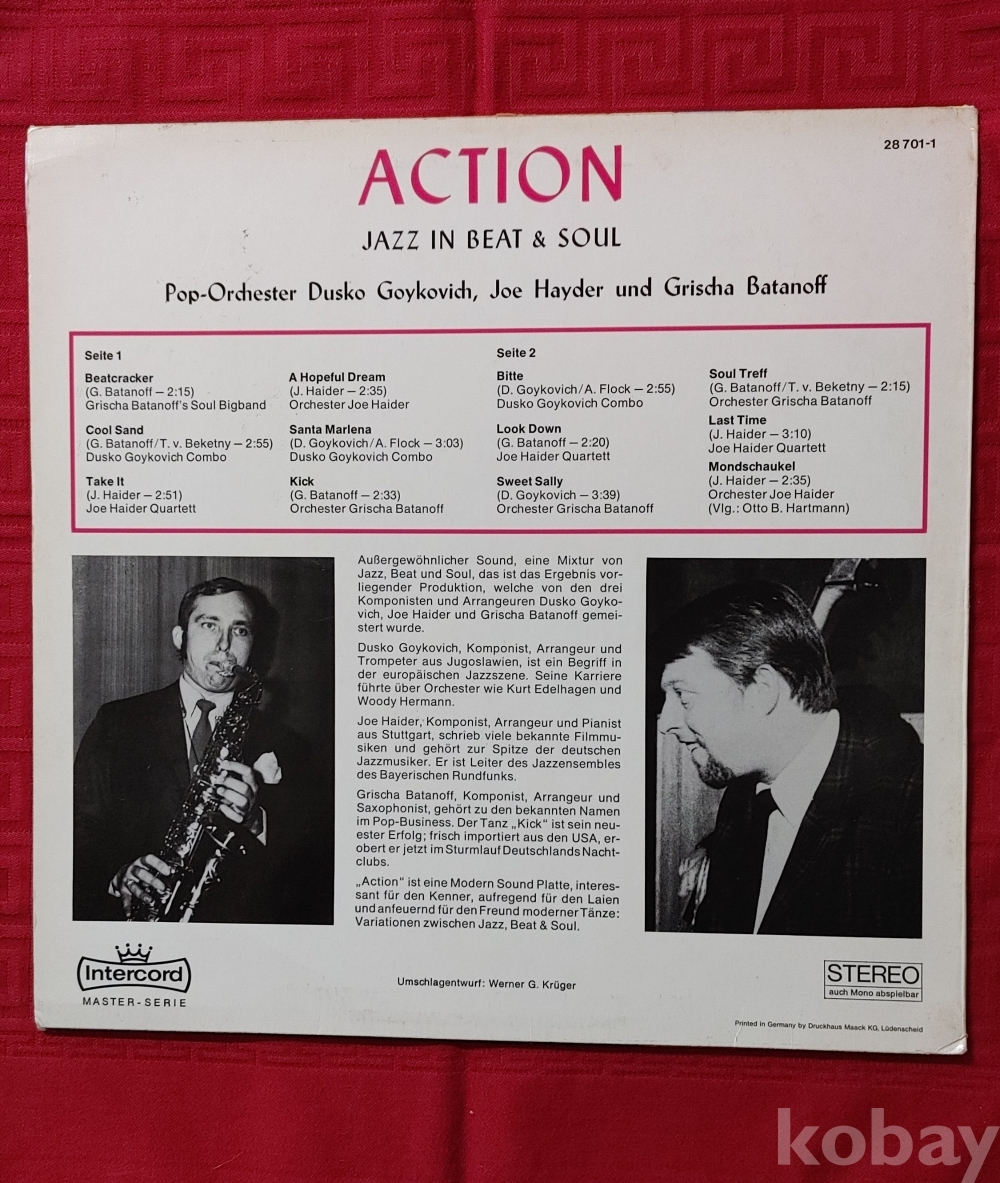 28 701-1
ACTION
JAZZ IN BEAT & SOUL
Pop-Orchester Dusko Goykovich, Joe Hayder und Grischa Batanoff
Seite 1
Beatcracker
(G. Batanoff — 2:15)
Grischa Batanoff's Soul Bigband
Cool Sand
(G. Batanoff/T. v. Beketny — 2:55)
Dusko Goykovich Combo
Take It
(J. Haider — 2:51)
Joe Haider Quartett
A Hopeful Dream
(J. Haider — 2:35)
Orchester Joe Haider
Santa Marlena
(D. Goykovich/A. Flock — 3:03)
Dusko Goykovich Combo
Kick
(G. Batanoff — 2:33)
Orchester Grischa Batanoff
Seite 2
Bitte
(D. Goykovich/A. Flock — 2:55)
Dusko Goykovich Combo
Look Down
(G. Batanoff — 2:20)
Joe Haider Quartett
Sweet Sally
(D. Goykovich — 3:39)
Orchester Grischa Batanoff
Soul Treff
(G. Batanoff/T. v. Beketny — 2:15)
Orchester Grischa Batanoff
Last Time
(J. Haider — 3:10)
Joe Haider Quartett
Mondschaukel
(J. Haider — 2:35)
Orchester Joe Haider
(Vlg.: Otto B. Hartmann)
Außergewöhnlicher Sound, eine Mixtur von
Jazz, Beat und Soul, das ist das Ergebnis vor-
liegender Produktion, welche von den drei
Komponisten und Arrangeuren Dusko Goyko-
vich, Joe Haider und Grischa Batanoff gemei-
stert wurde.
Dusko Goykovich, Komponist, Arrangeur und
Trompeter aus Jugoslawien, ist ein Begriff in
der europäischen Jazzszene. Seine Karriere
führte über Orchester wie Kurt Edelhagen und
Woody Hermann.
Joe Haider, Komponist, Arrangeur und Pianist
aus Stuttgart, schrieb viele bekannte Filmmu-
siken und gehört zur Spitze der deutschen
Jazzmusiker. Er ist Leiter des Jazzensembles
des Bayerischen Rundfunks.
Grischa Batanoff, Komponist, Arrangeur und
Saxophonist, gehört zu den bekannten Namen
im Pop-Business. Der Tanz „Kick“ ist sein neu-
ester Erfolg; frisch importiert aus den USA, er-
obert er jetzt im Sturmlauf Deutschlands Nacht-
clubs.
„Action“ ist eine Modern Sound Platte, interes-
sant für den Kenner, aufregend für den Laien
und anfeuernd für den Freund moderner Tänze:
Variationen zwischen Jazz, Beat & Soul.
Intercord
MASTER-SERIE
Umschlagentwurf: Werner G. Krüger
STEREO
auch Mono abspielbar
Printed in Germany by Druckhaus Maack KG, Lüdenscheid
kobay